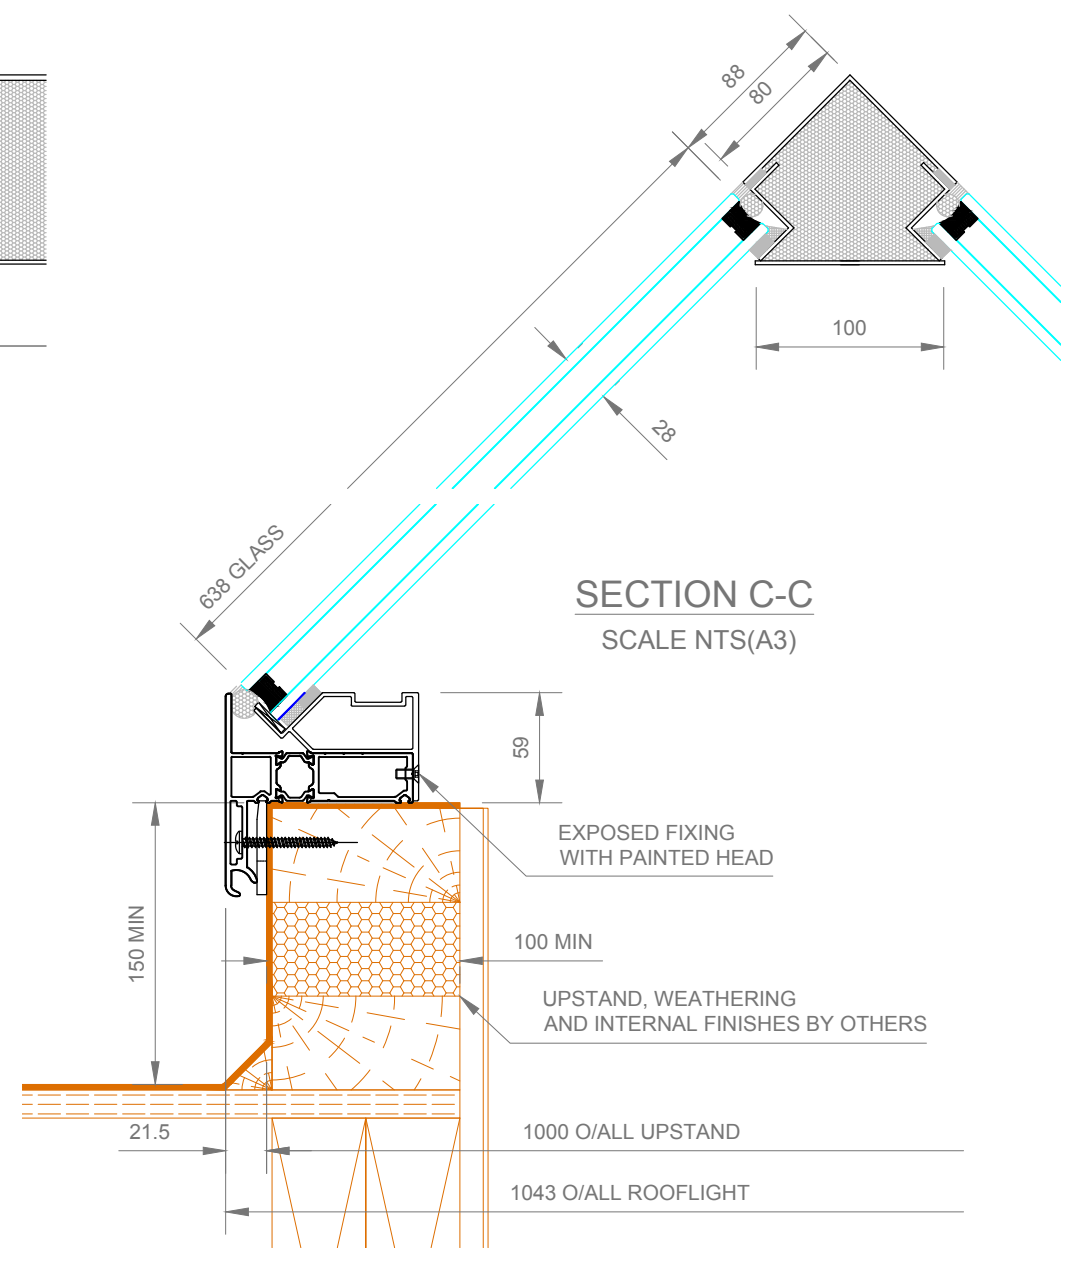 88
80
100
28
638 GLASS
SECTION C-C
SCALE NTS(A3)
59
EXPOSED FIXING
WITH PAINTED HEAD
150 MIN
100 MIN
UPSTAND, WEATHERING
AND INTERNAL FINISHES BY OTHERS
21.5
1000 O/ALL UPSTAND
1043 O/ALL ROOFLIGHT